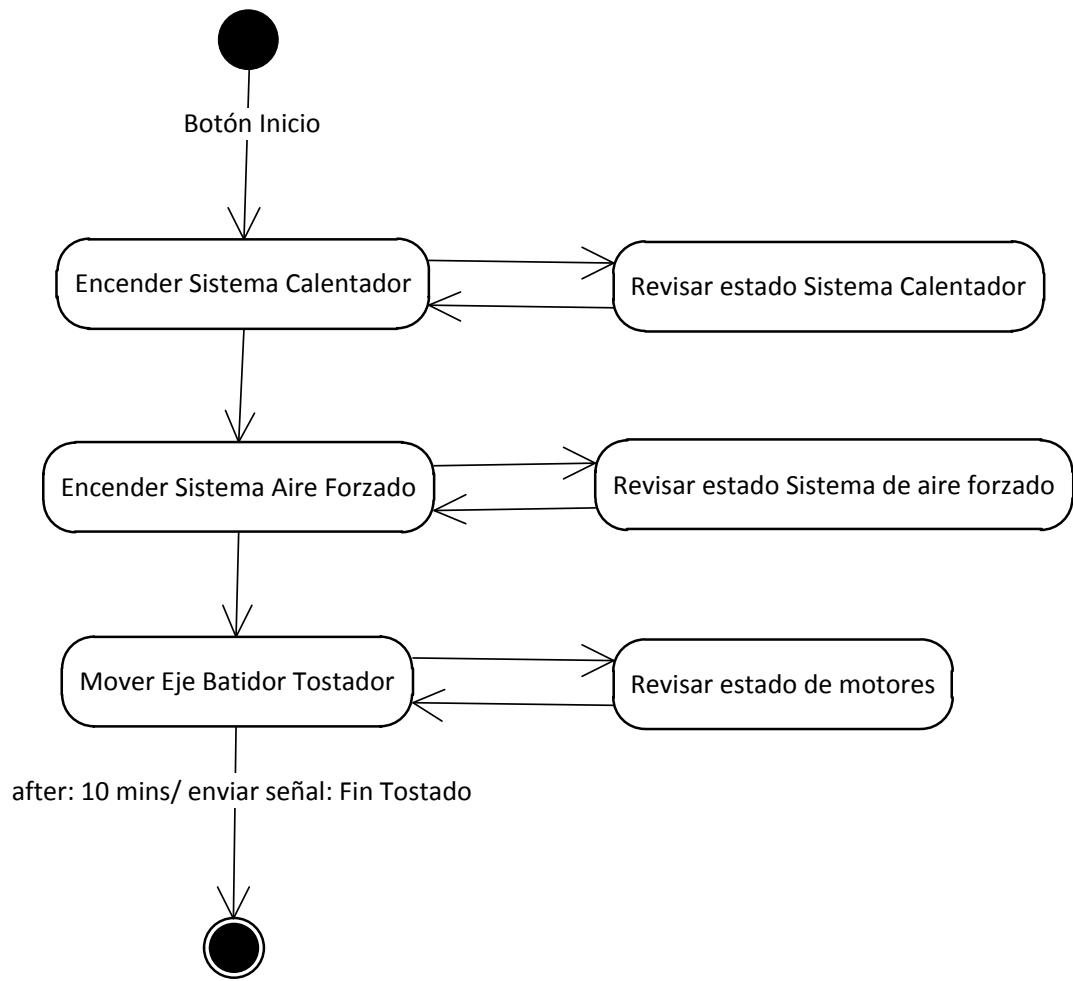 Botón Inicio
Encender Sistema Calentador
Revisar estado Sistema Calentador
Encender Sistema Aire Forzado
Revisar estado Sistema de aire forzado
Mover Eje Batidor Tostador
Revisar estado de motores
after: 10 mins/ enviar señal: Fin Tostado